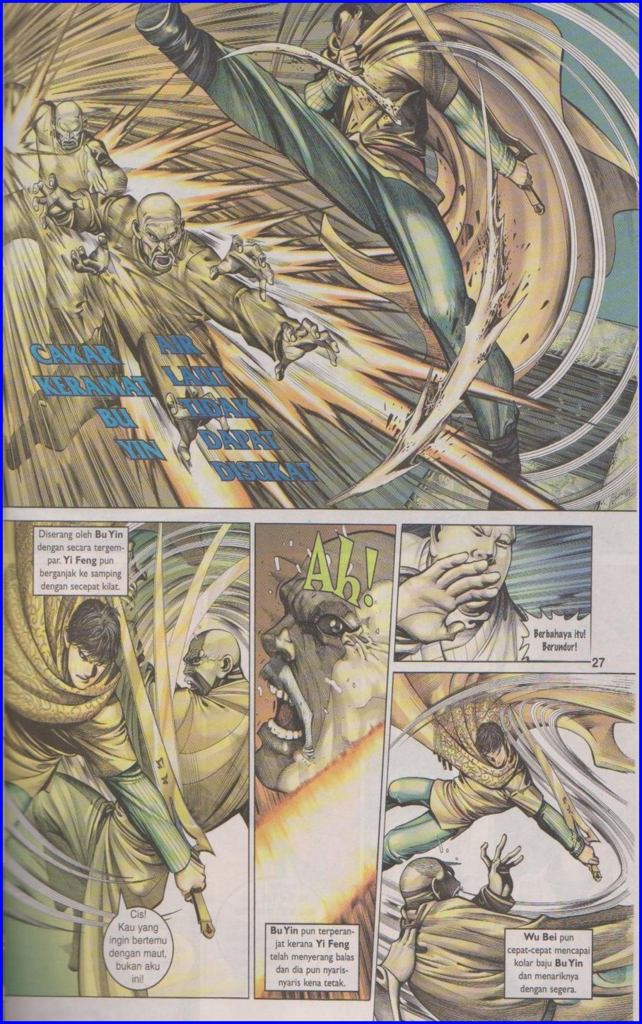 CAKAR
KERAMAT
BU
YIN
AIR
LAUT
TIDAK
DAPAT
DISUKAT
Diserang oleh Bu Yin
dengan secara tergem-
par, Yi Feng pun
berganjak ke samping
dengan secepat kilat.
Cis!
Kau yang
ingin bertemu
dengan maut,
bukan aku
ini!
Ah!
Bu Yin pun terperan-
jat kerana Yi Feng
telah menyerang balas
dan dia pun nyaris-
nyaris kena tetak.
Berbahaya itu!
Berundur!
27
Wu Bei pun
cepat-cepat mencapai
kolar baju Bu Yin
dan menariknya
dengan segera.